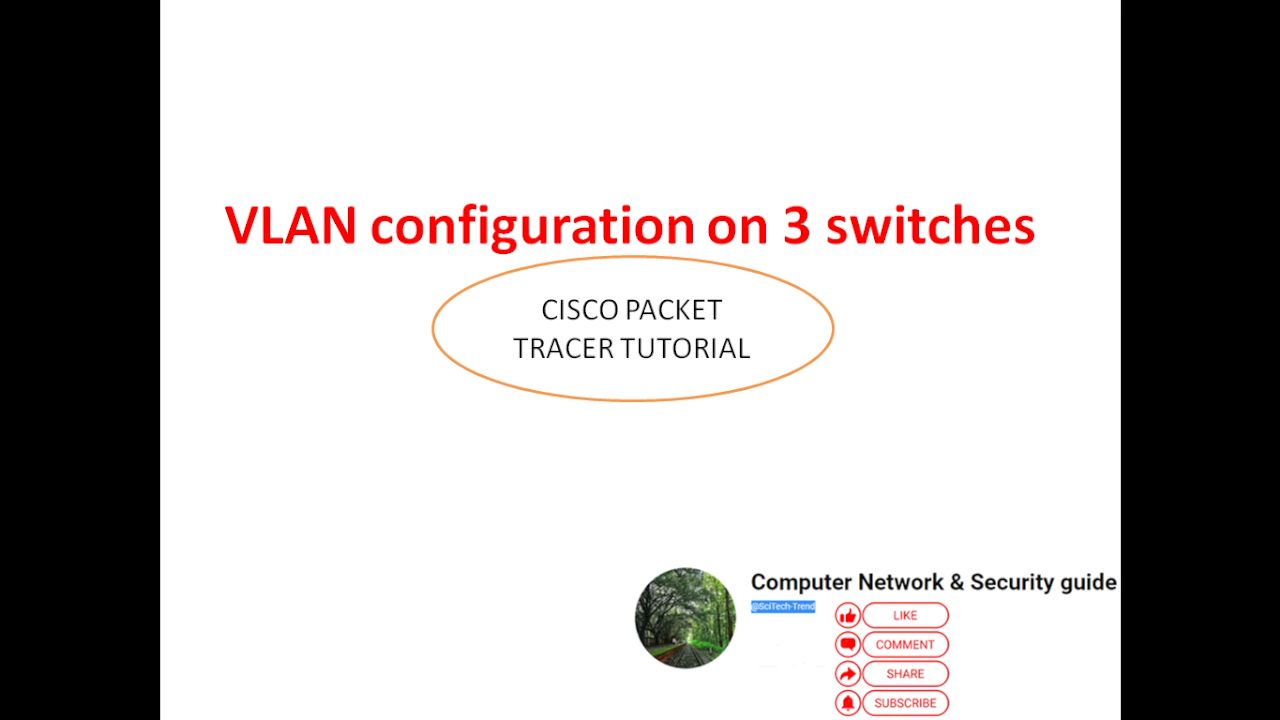 VLAN configuration on 3 switches
CISCO PACKET
TRACER TUTORIAL
Computer Network & Security guide
@SciTech-Trend
LIKE
COMMENT
SHARE
SUBSCRIBE